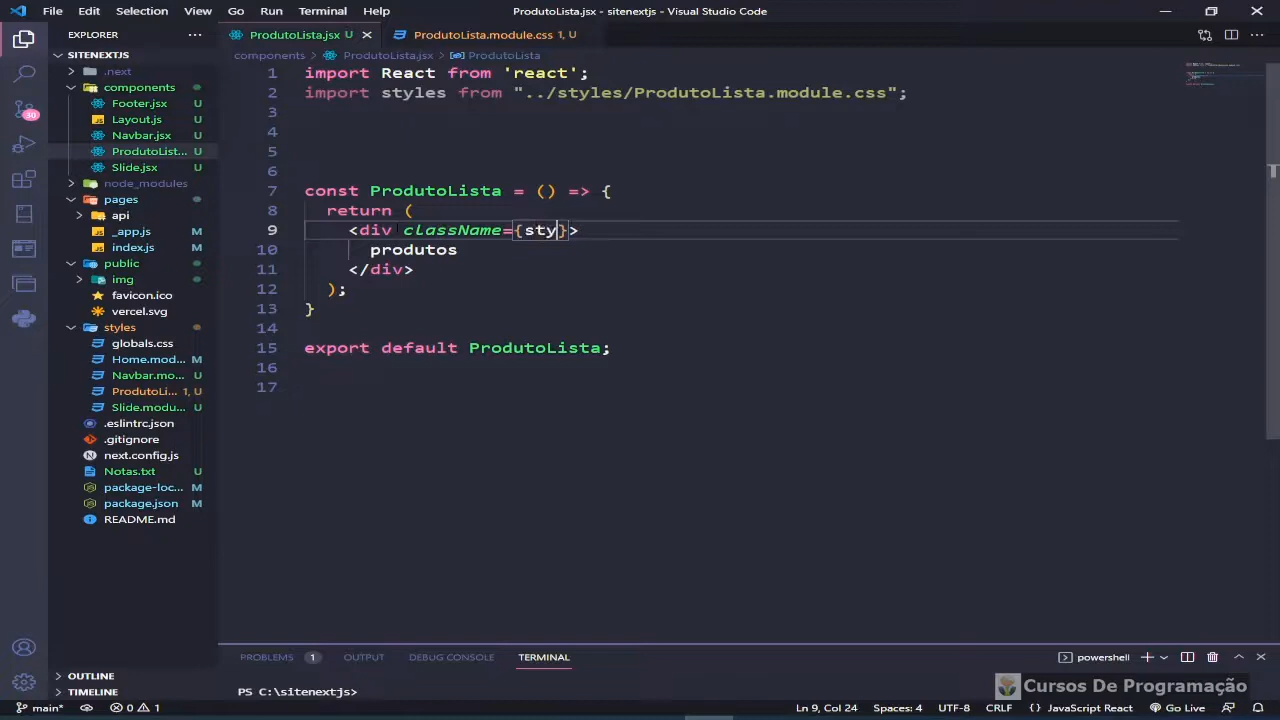 File Edit Selection View Go Run Terminal Help ProdutoLista.jsx - sitenextjs - Visual Studio Code
EXPLORER ...
ProdutoLista.jsx U
ProdutoLista.module.css 1, U
SITENEXTJS
.next
components
Footer.jsx U
Layout.js U
Navbar.jsx U
ProdutoList... U
Slide.jsx U
node_modules
pages
api
_app.js M
index.js M
public
img
favicon.ico
vercel.svg
styles
globals.css
Home.mod... M
Navbar.mo... U
ProdutoLi... 1, U
Slide.modu... U
.eslintrc.json
.gitignore
next.config.js
Notas.txt U
package-loc... M
package.json M
README.md
OUTLINE
TIMELINE
30
components > ProdutoLista.jsx > ProdutoLista
1 import React from 'react';
2 import styles from "../styles/ProdutoLista.module.css";
3
4
5
6
7 const ProdutoLista = () => {
8 return (
9 <div className={sty}>
10 produtos
11 </div>
12 );
13 }
14
15 export default ProdutoLista;
16
17
PROBLEMS 1 OUTPUT DEBUG CONSOLE TERMINAL powershell
PS C:\sitenextjs>
Cursos De Programação
main* 0 1 Ln 9, Col 24 Spaces: 4 UTF-8 CRLF {} JavaScript React Go Live